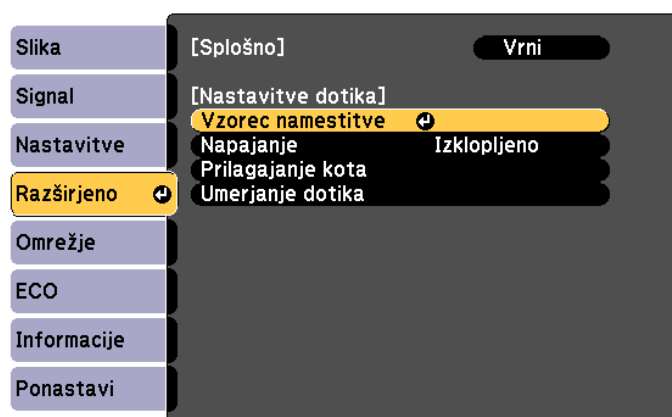 Slika
Signal
Nastavitve
Razširjeno
Omrežje
ECO
Informacije
Ponastavi
[Splošno] Vrni
[Nastavitve dotika]
Vzorec namestitve
Napajanje Izklopljeno
Prilagajanje kota
Umerjanje dotika